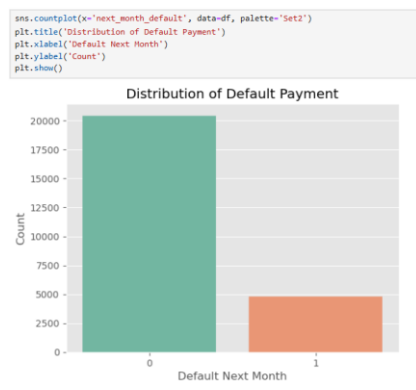 sns.countplot(x='next_month_default', data=df, palette='Set2')
plt.title('Distribution of Default Payment')
plt.xlabel('Default Next Month')
plt.ylabel('Count')
plt.show()
Distribution of Default Payment
20000
17500
15000
12500
10000
7500
5000
2500
0
Count
0 1
Default Next Month